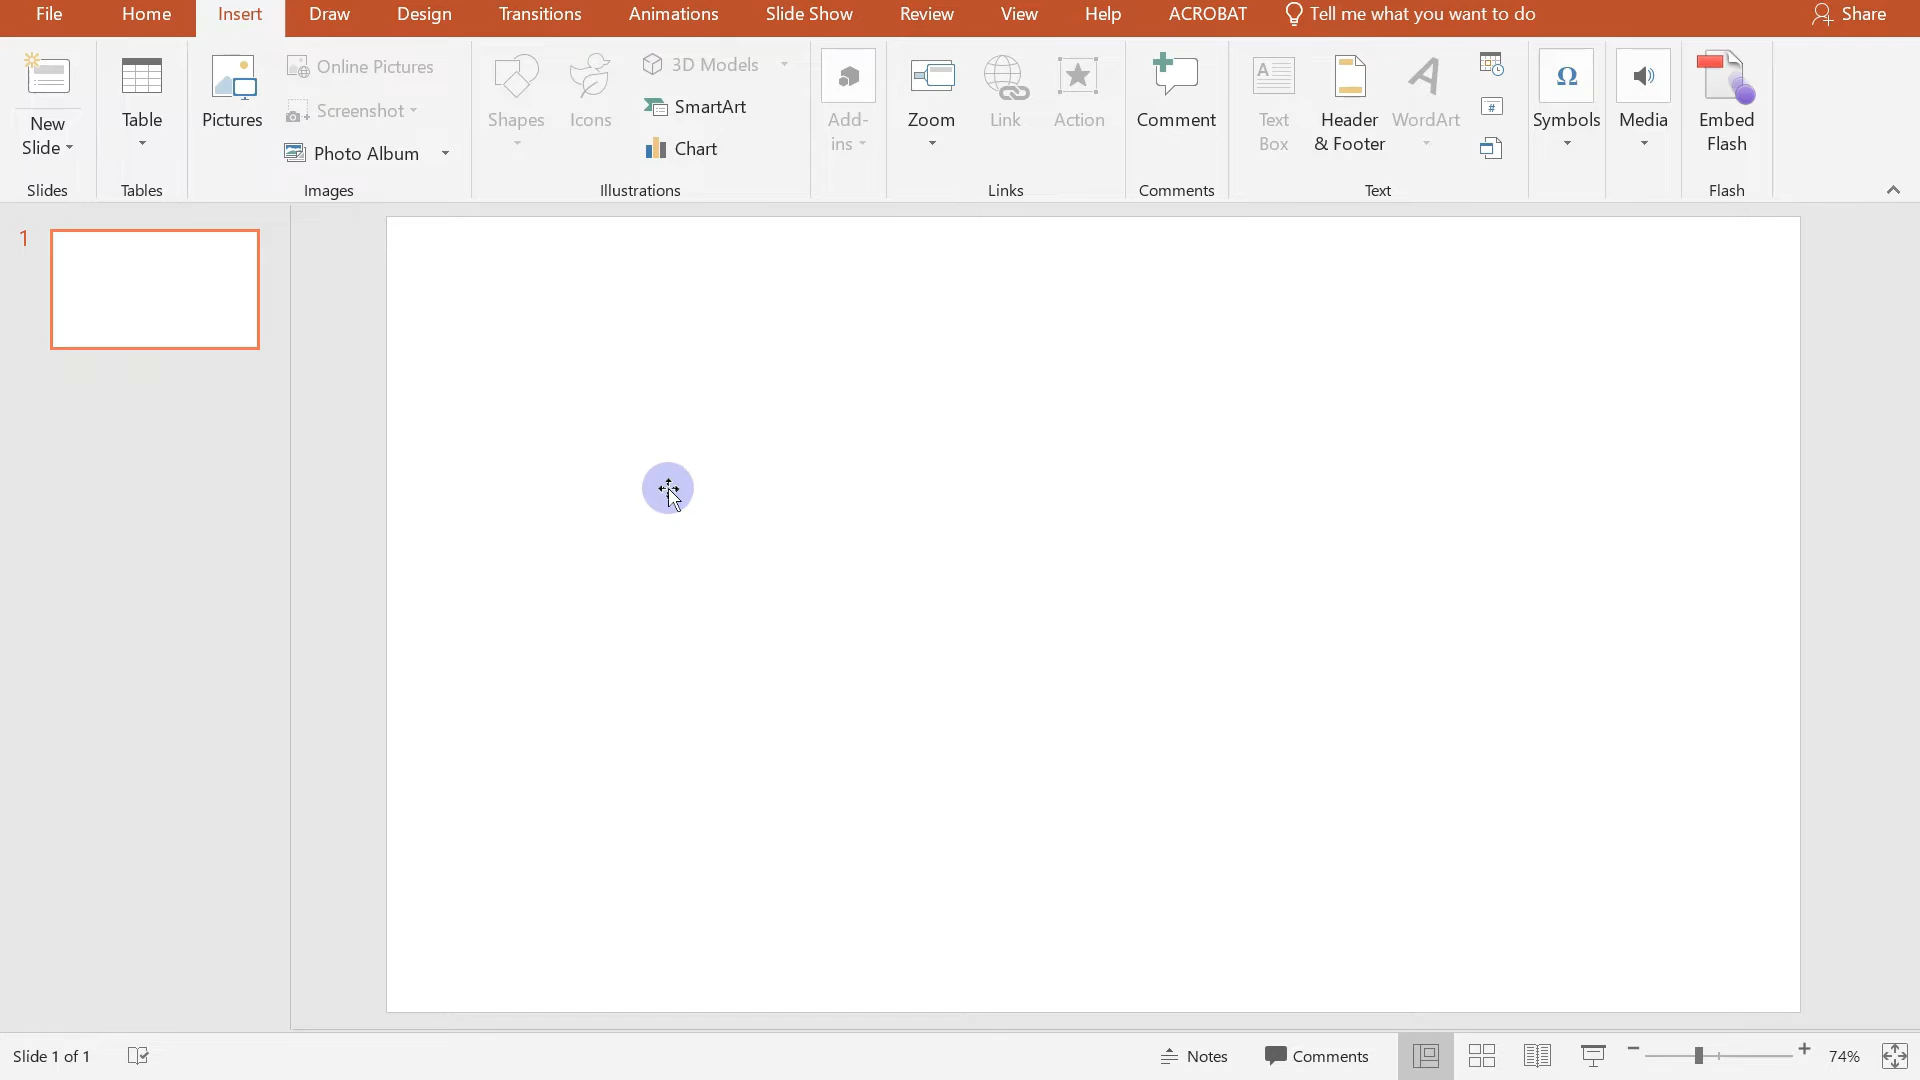 File Home Insert Draw Design Transitions Animations Slide Show Review View Help ACROBAT Tell me what you want to do Share
New Slide
Slides
Table
Tables
Pictures
Online Pictures
Screenshot
Photo Album
Images
Shapes
Icons
3D Models
SmartArt
Chart
Illustrations
Add-
ins
Zoom
Link
Action
Links
Comment
Comments
Text
Box
Header
& Footer
WordArt
#
Text
Ω
Symbols
Media
Embed
Flash
Flash
1
Slide 1 of 1
Notes
Comments
74%